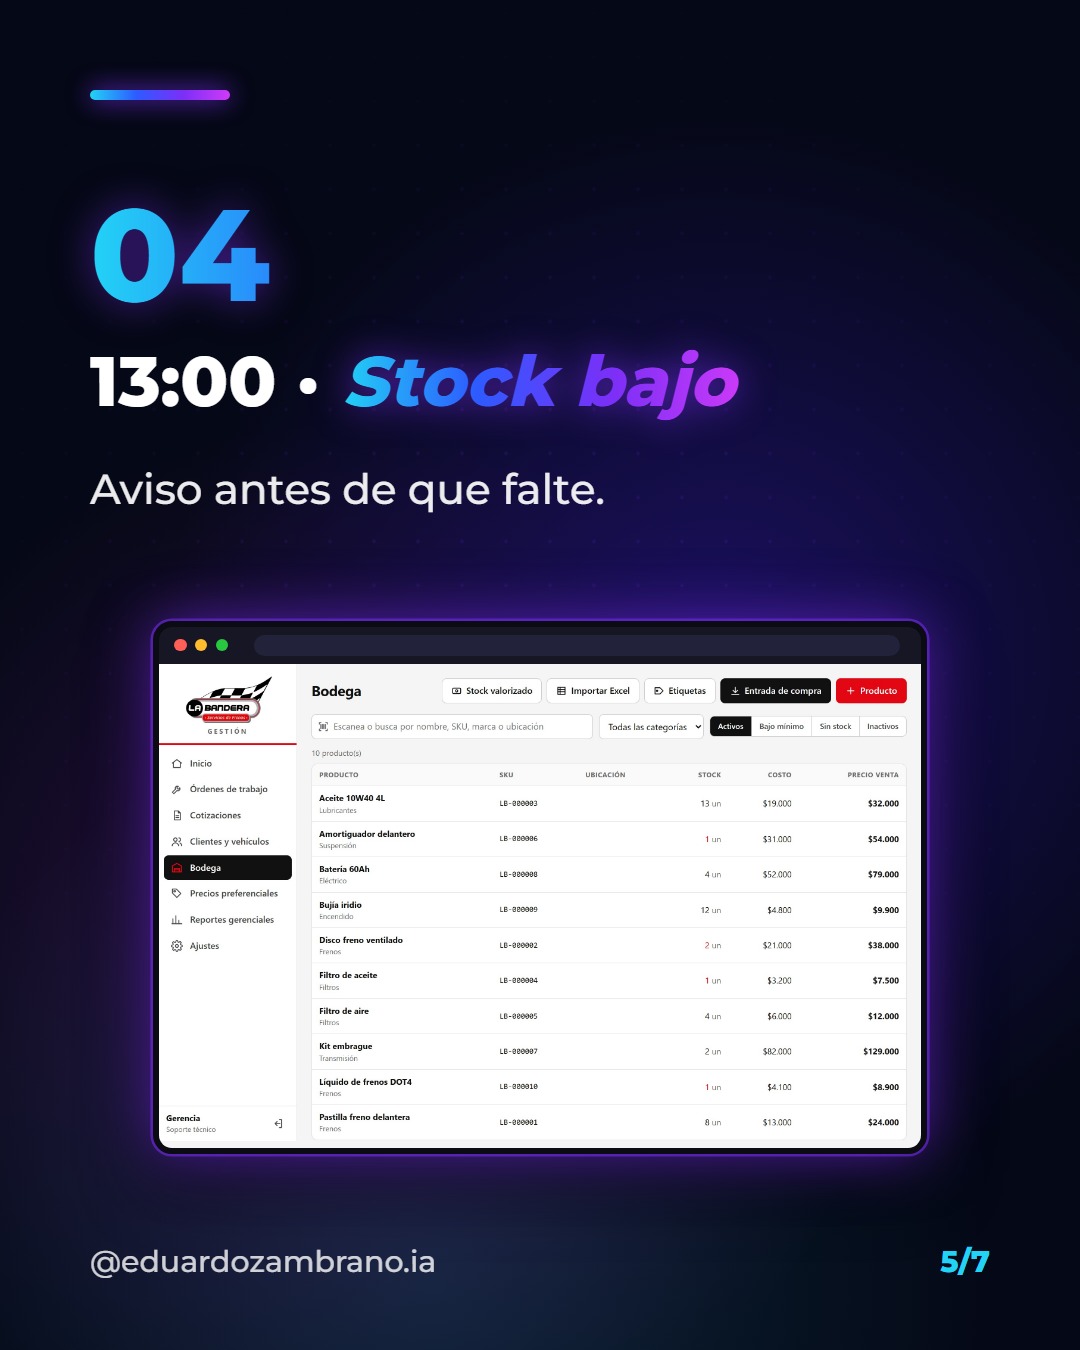 04
13:00 • Stock bajo
Aviso antes de que falte.
LA BANDERA
Servicios de Frenos
GESTIÓN
Inicio
Órdenes de trabajo
Cotizaciones
Clientes y vehículos
Bodega
Precios preferenciales
Reportes gerenciales
Ajustes
Gerencia
Soporte técnico
Bodega
Stock valorizado Importar Excel Etiquetas Entrada de compra + Producto
Escanea o busca por nombre, SKU, marca o ubicación Todas las categorías Activos Bajo mínimo Sin stock Inactivos
10 producto(s)
PRODUCTO SKU UBICACIÓN STOCK COSTO PRECIO VENTA
Aceite 10W40 4L LB-000003 13 un $19.000 $32.000
Lubricantes
Amortiguador delantero LB-000006 1 un $31.000 $54.000
Suspensión
Batería 60Ah LB-000008 4 un $52.000 $79.000
Eléctrico
Bujía iridio LB-000009 12 un $4.800 $9.900
Encendido
Disco freno ventilado LB-000002 2 un $21.000 $38.000
Frenos
Filtro de aceite LB-000004 1 un $3.200 $7.500
Filtros
Filtro de aire LB-000005 4 un $6.000 $12.000
Filtros
Kit embrague LB-000007 2 un $82.000 $129.000
Transmisión
Líquido de frenos DOT4 LB-000010 1 un $4.100 $8.900
Frenos
Pastilla freno delantera LB-000001 8 un $13.000 $24.000
Frenos
@eduardozambrano.ia
5/7